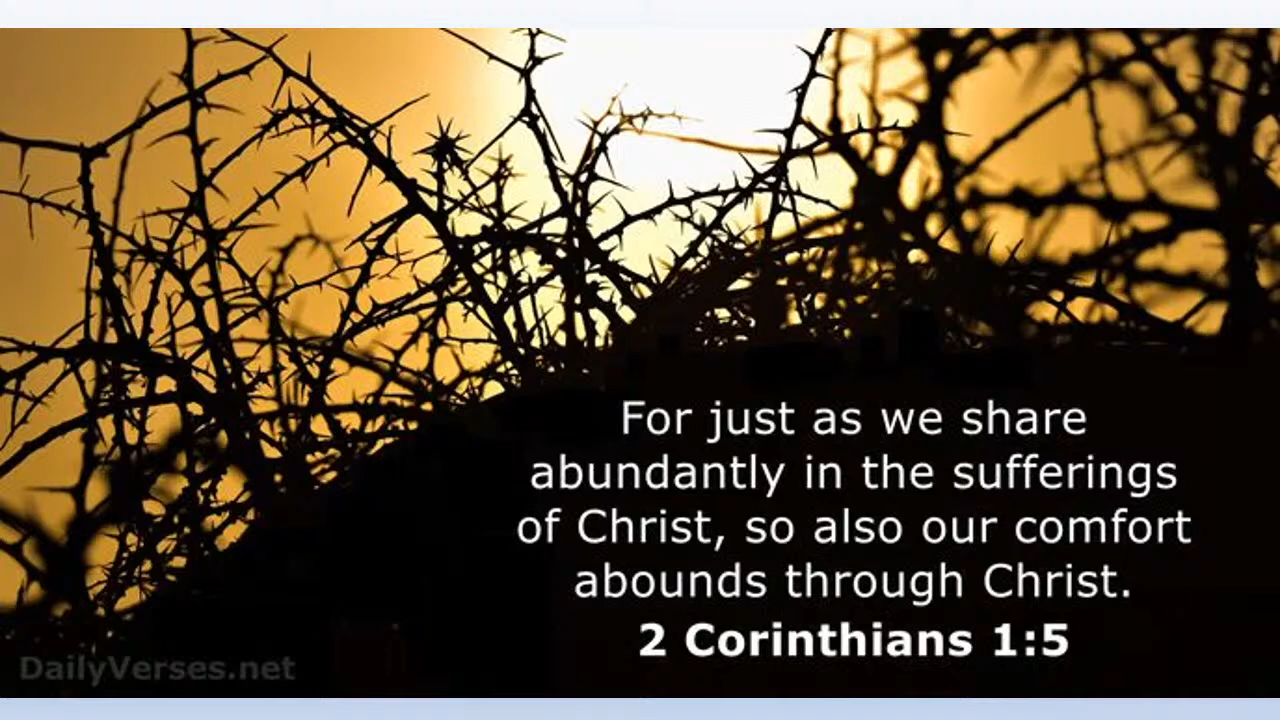 For just as we share
abundantly in the sufferings
of Christ, so also our comfort
abounds through Christ.
2 Corinthians 1:5
DailyVerses.net